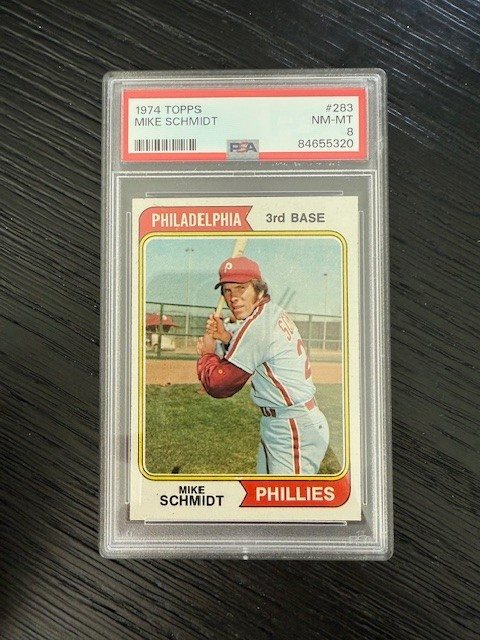 1974 TOPPS #283
MIKE SCHMIDT NM-MT
8
PSA 84655320
PHILADELPHIA 3rd BASE
P
MIKE
SCHMIDT PHILLIES